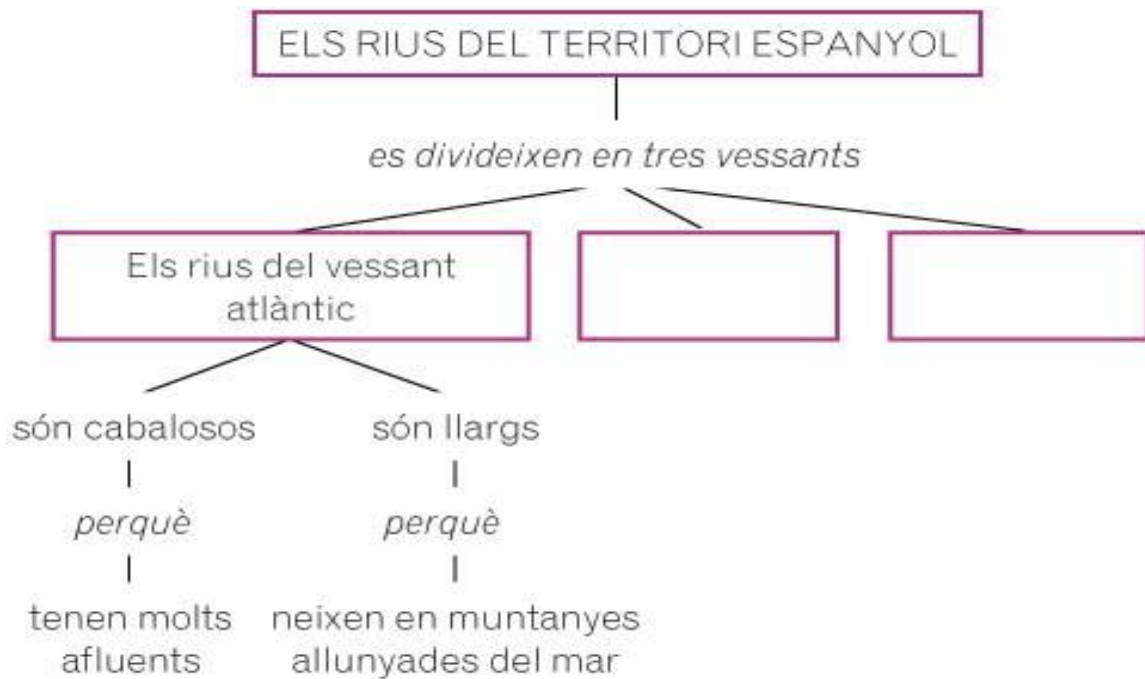 ELS RIUS DEL TERRITORI ESPANYOL
es divideixen en tres vessants
Els rius del vessant
atlàntic
són cabalosos
perquè
tenen molts
afluents
són llargs
perquè
neixen en muntanyes
allunyades del mar